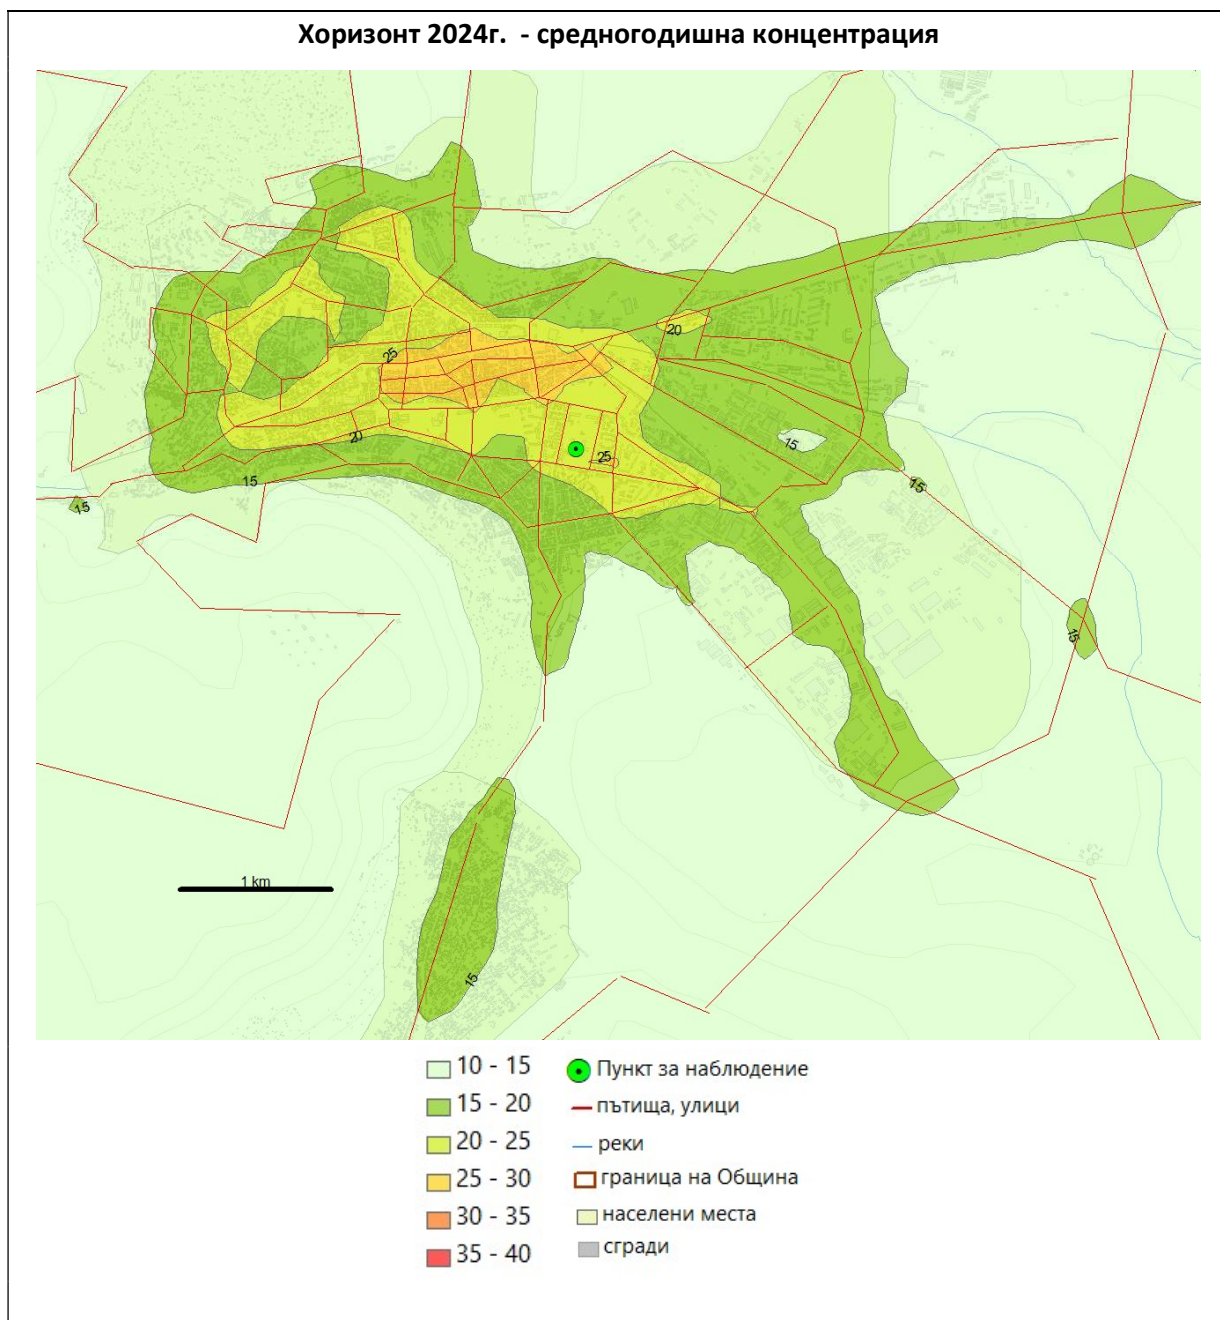 Хоризонт 2024г. - средногодишна концентрация
20
25
15
20
25
15
15
15
15
1 km
15
10 - 15
Пункт за наблюдение
15 - 20
пътища, улици
20 - 25
реки
25 - 30
граница на Община
30 - 35
населени места
35 - 40
сгради